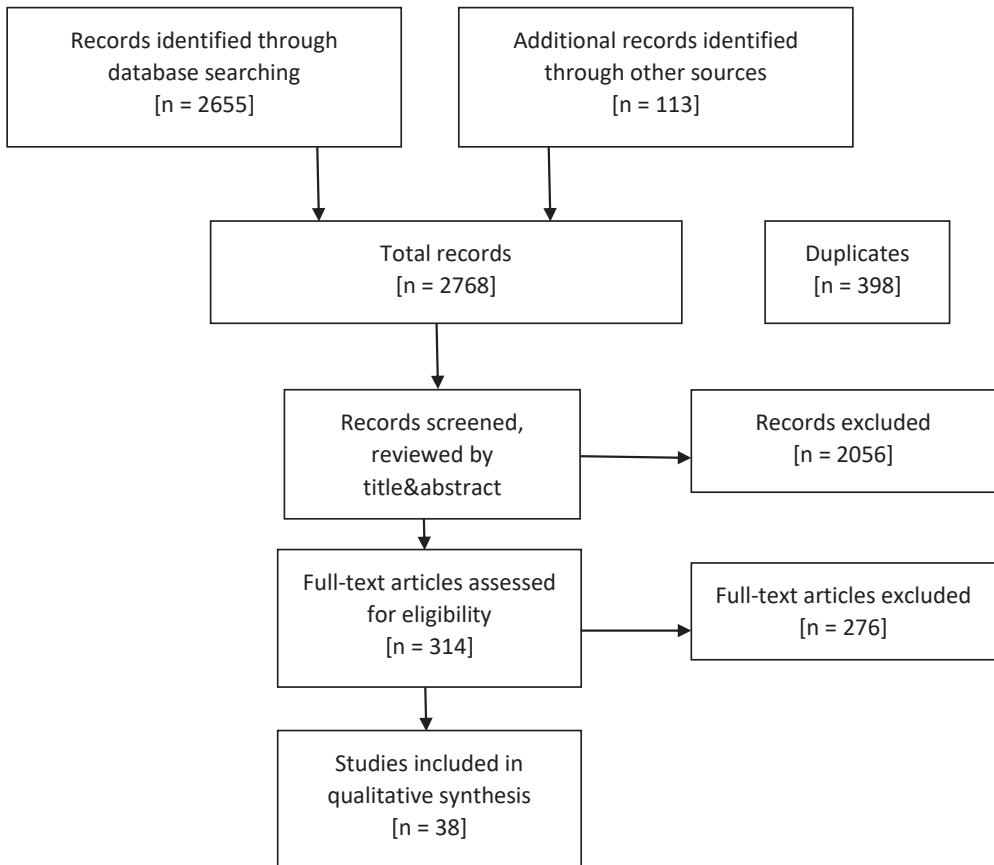 Records identified through
database searching
[n = 2655]
Additional records identified
through other sources
[n = 113]
Total records
[n = 2768]
Duplicates
[n = 398]
Records screened,
reviewed by
title&abstract
Records excluded
[n = 2056]
Full-text articles assessed
for eligibility
[n = 314]
Full-text articles excluded
[n = 276]
Studies included in
qualitative synthesis
[n = 38]